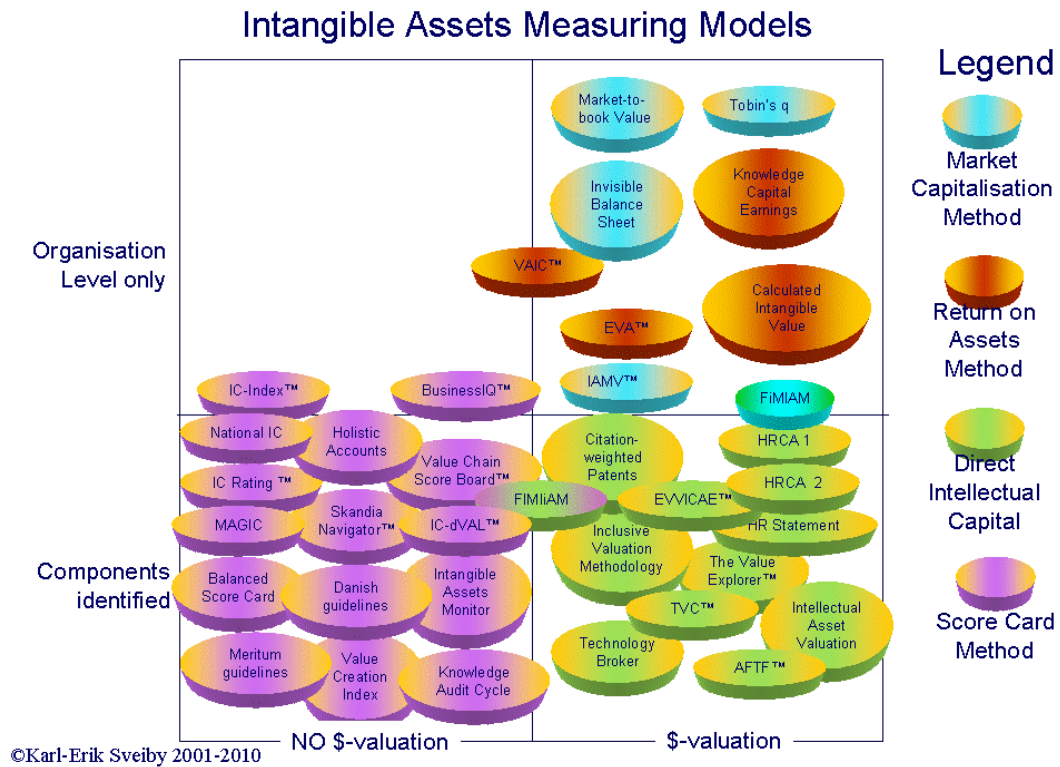 Intangible Assets Measuring Models
Legend
Market
Capitalisation
Method
Return on
Assets
Method
Direct
Intellectual
Capital
Score Card
Method
Organisation
Level only
Components
identified
Market-to-
book Value
Tobin's q
Invisible
Balance
Sheet
Knowledge
Capital
Earnings
VAIC™
Calculated
Intangible
Value
EVA™
IAMV™
FiMIAM
IC-Index™
BusinessIQ™
National IC
Holistic
Accounts
Value Chain
Score Board™
IC Rating ™
MAGIC
Skandia
Navigator™
IC-dVAL™
Balanced
Score Card
Danish
guidelines
Intangible
Assets
Monitor
Meritum
guidelines
Value
Creation
Index
Knowledge
Audit Cycle
Citation-
weighted
Patents
HRCA 1
HRCA 2
FIMIiAM
EVVICAE™
HR Statement
Inclusive
Valuation
Methodology
The Value
Explorer™
TVC™
Intellectual
Asset
Valuation
Technology
Broker
AFTF™
NO $-valuation
$-valuation
©Karl-Erik Sveiby 2001-2010